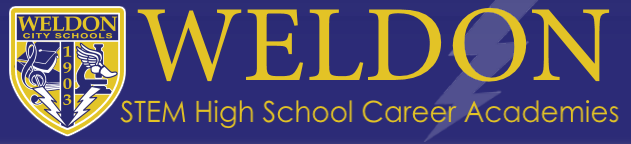 WELDON
CITY SCHOOLS
1903
WELDON
STEM High School Career Academies